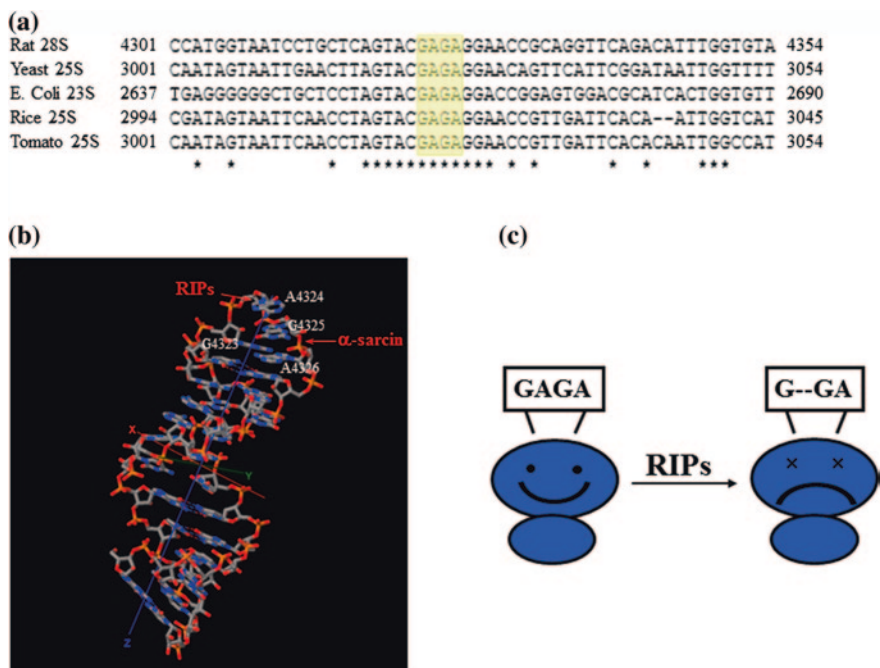 (a)
Rat 28S 4301 CCATGGTAATCCTGCTCAGTACGAGAGGAACCGCAGGTTCAGACATTTGGTGTA 4354
Yeast 25S 3001 CAATAGTAATTGAACTTAGTACGAGAGGAACAGTTCATTCGGATAATTGGTTTT 3054
E. Coli 23S 2637 TGAGGGGGGCTGCTCCTAGTACGAGAGGACCGGAGTGGACGCATCACTGGTGTT 2690
Rice 25S 2994 CGATAGTAATTCAACCTAGTACGAGAGGAACCGTTGATTCACA--ATTGGTCAT 3045
Tomato 25S 3001 CAATAGTAATTCAACCTAGTACGAGAGGAACCGTTGATTCACACAATTGGCCAT 3054
* * * ************ * * * * ***
(b)
(c)
RIPs
A4324
G4325
G4323
α-sarcin
A4326
X
Y
Z
GAGA
G--GA
RIPs